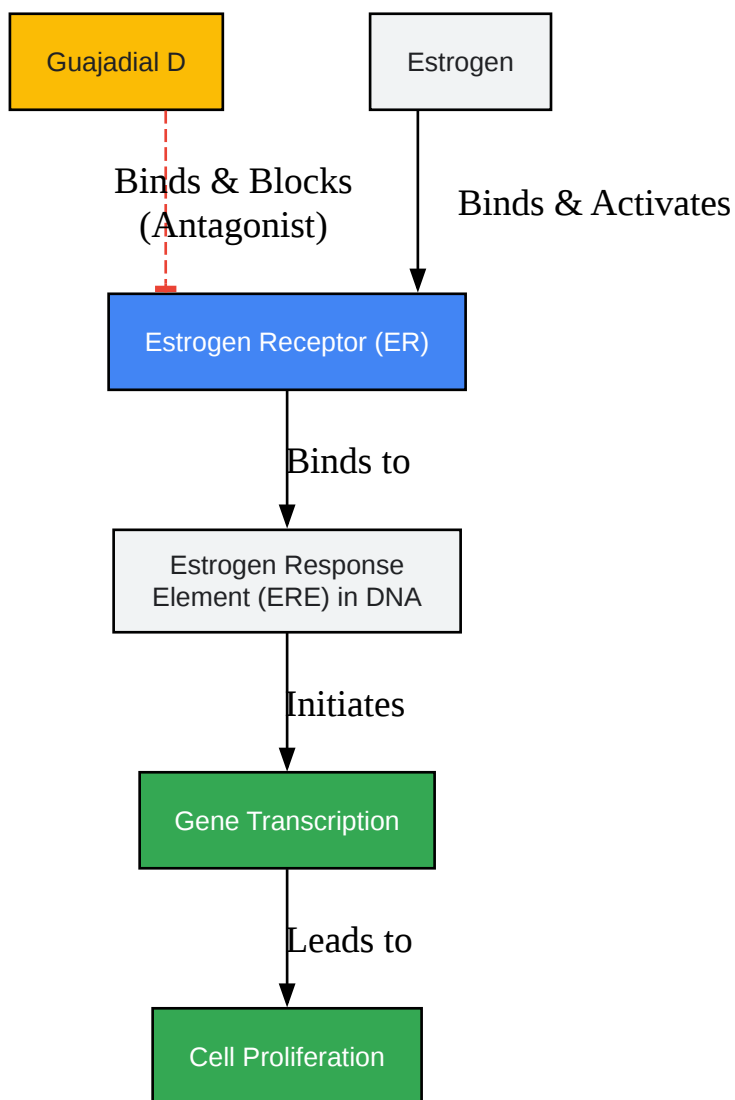 Guajadial D
Estrogen
Binds & Blocks
(Antagonist)
Binds & Activates
Estrogen Receptor (ER)
Binds to
Estrogen Response
Element (ERE) in DNA
Initiates
Gene Transcription
Leads to
Cell Proliferation